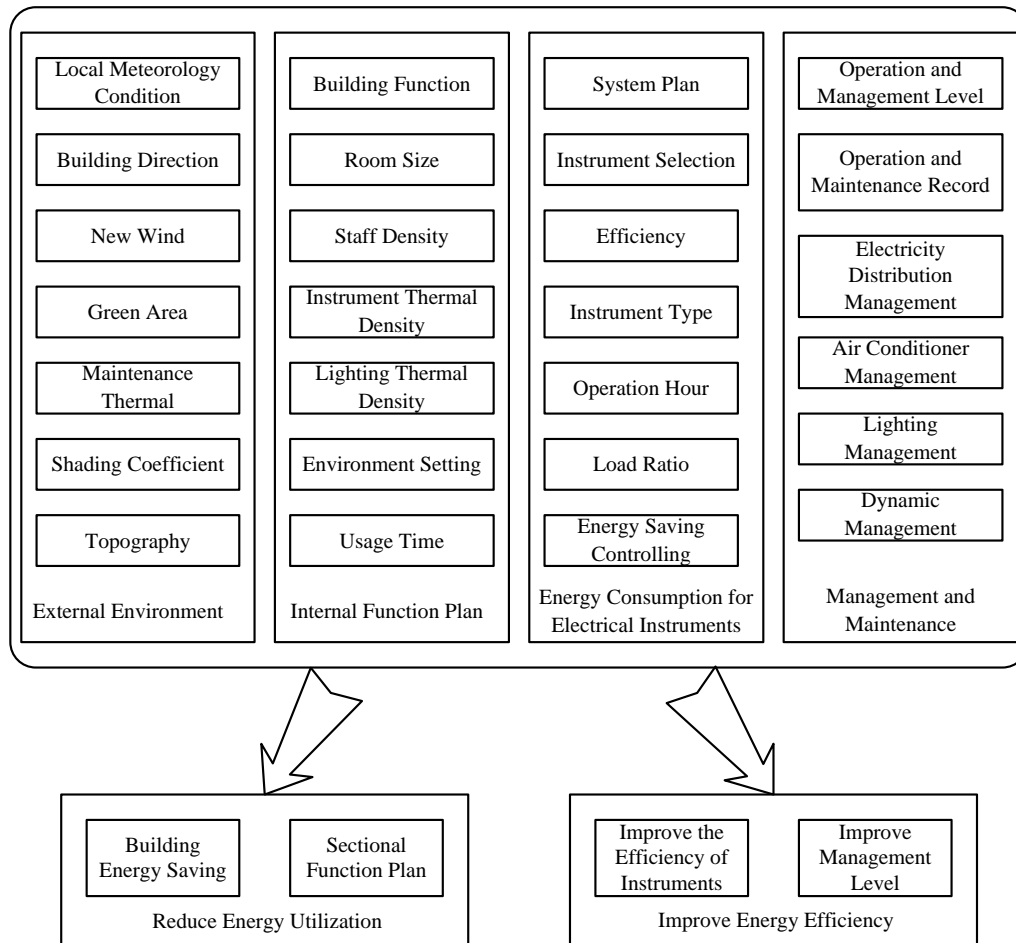 Local Meteorology
Condition
Building Direction
New Wind
Green Area
Maintenance
Thermal
Shading Coefficient
Topography
External Environment
Building Function
Room Size
Staff Density
Instrument Thermal
Density
Lighting Thermal
Density
Environment Setting
Usage Time
Internal Function Plan
System Plan
Instrument Selection
Efficiency
Instrument Type
Operation Hour
Load Ratio
Energy Saving
Controlling
Energy Consumption for
Electrical Instruments
Operation and
Management Level
Operation and
Maintenance Record
Electricity
Distribution
Management
Air Conditioner
Management
Lighting
Management
Dynamic
Management
Management and
Maintenance
Building
Energy Saving
Sectional
Function Plan
Reduce Energy Utilization
Improve the
Efficiency of
Instruments
Improve
Management
Level
Improve Energy Efficiency